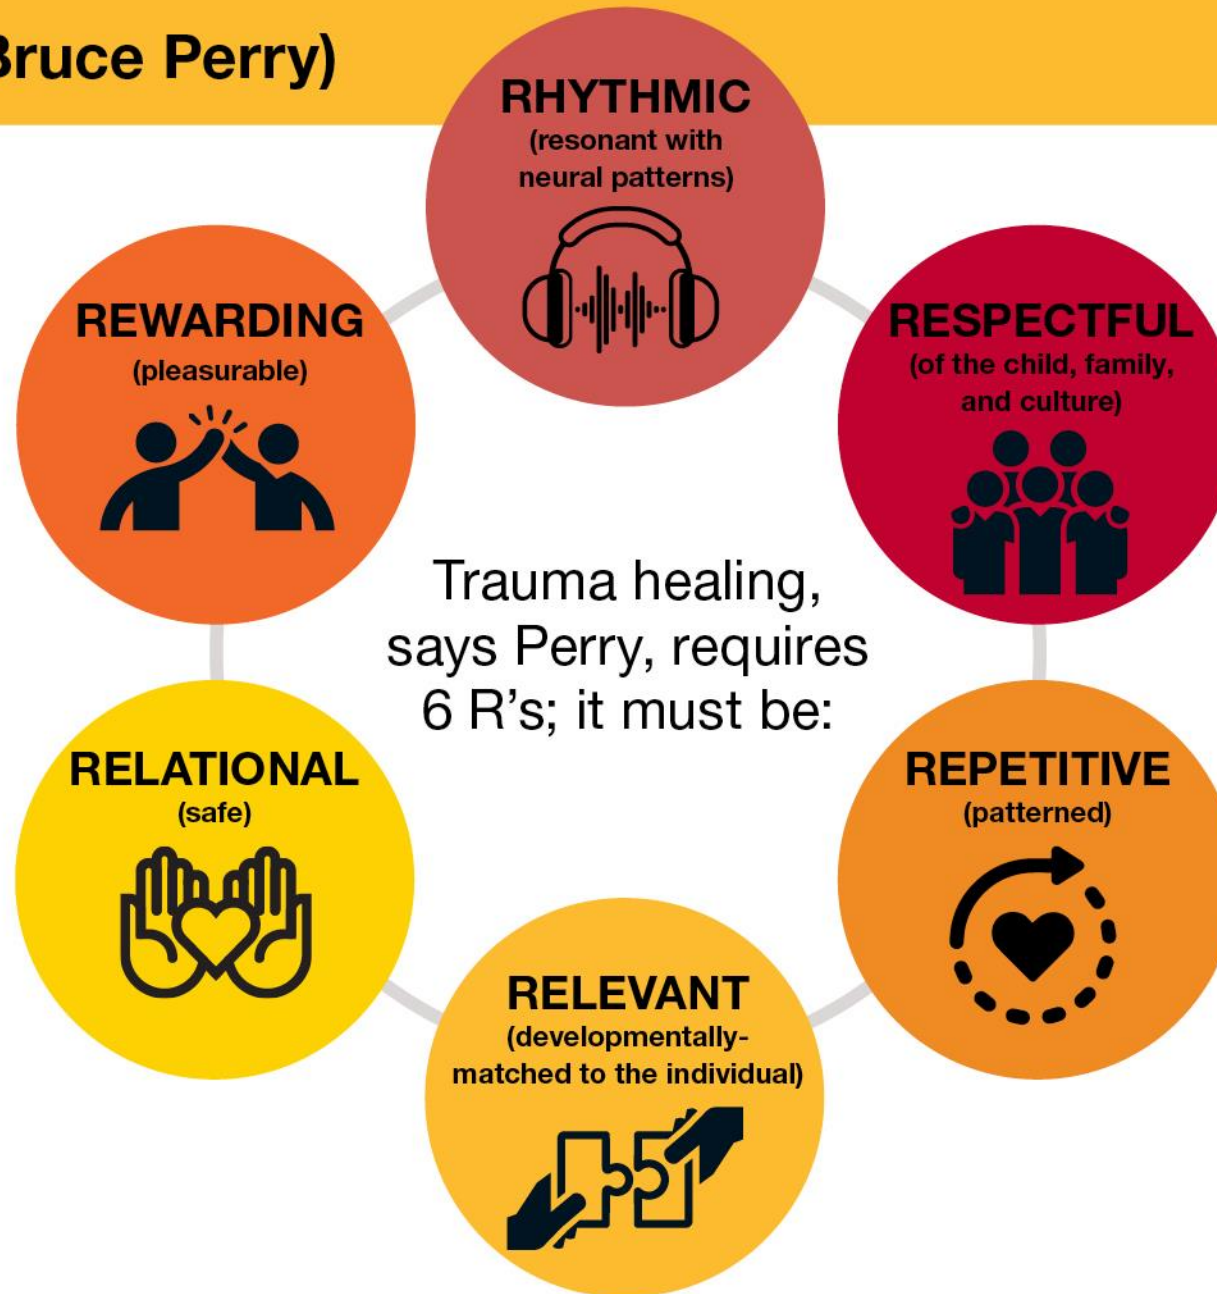 Bruce Perry)
RHYTHMIC
(resonant with
neural patterns)
REWARDING
(pleasurable)
RESPECTFUL
(of the child, family,
and culture)
Trauma healing,
says Perry, requires
6 R's; it must be:
RELATIONAL
(safe)
REPETITIVE
(patterned)
RELEVANT
(developmentally-
matched to the individual)